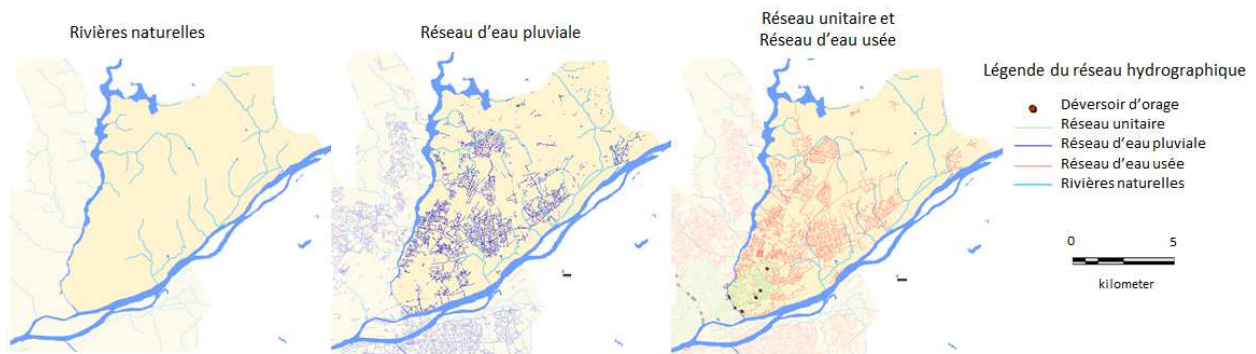 Rivières naturelles
Réseau d'eau pluviale
Réseau unitaire et
Réseau d'eau usée
Légende du réseau hydrographique
Déversoir d'orage
Réseau unitaire
Réseau d'eau pluviale
Réseau d'eau usée
Rivières naturelles
0 5
kilometer